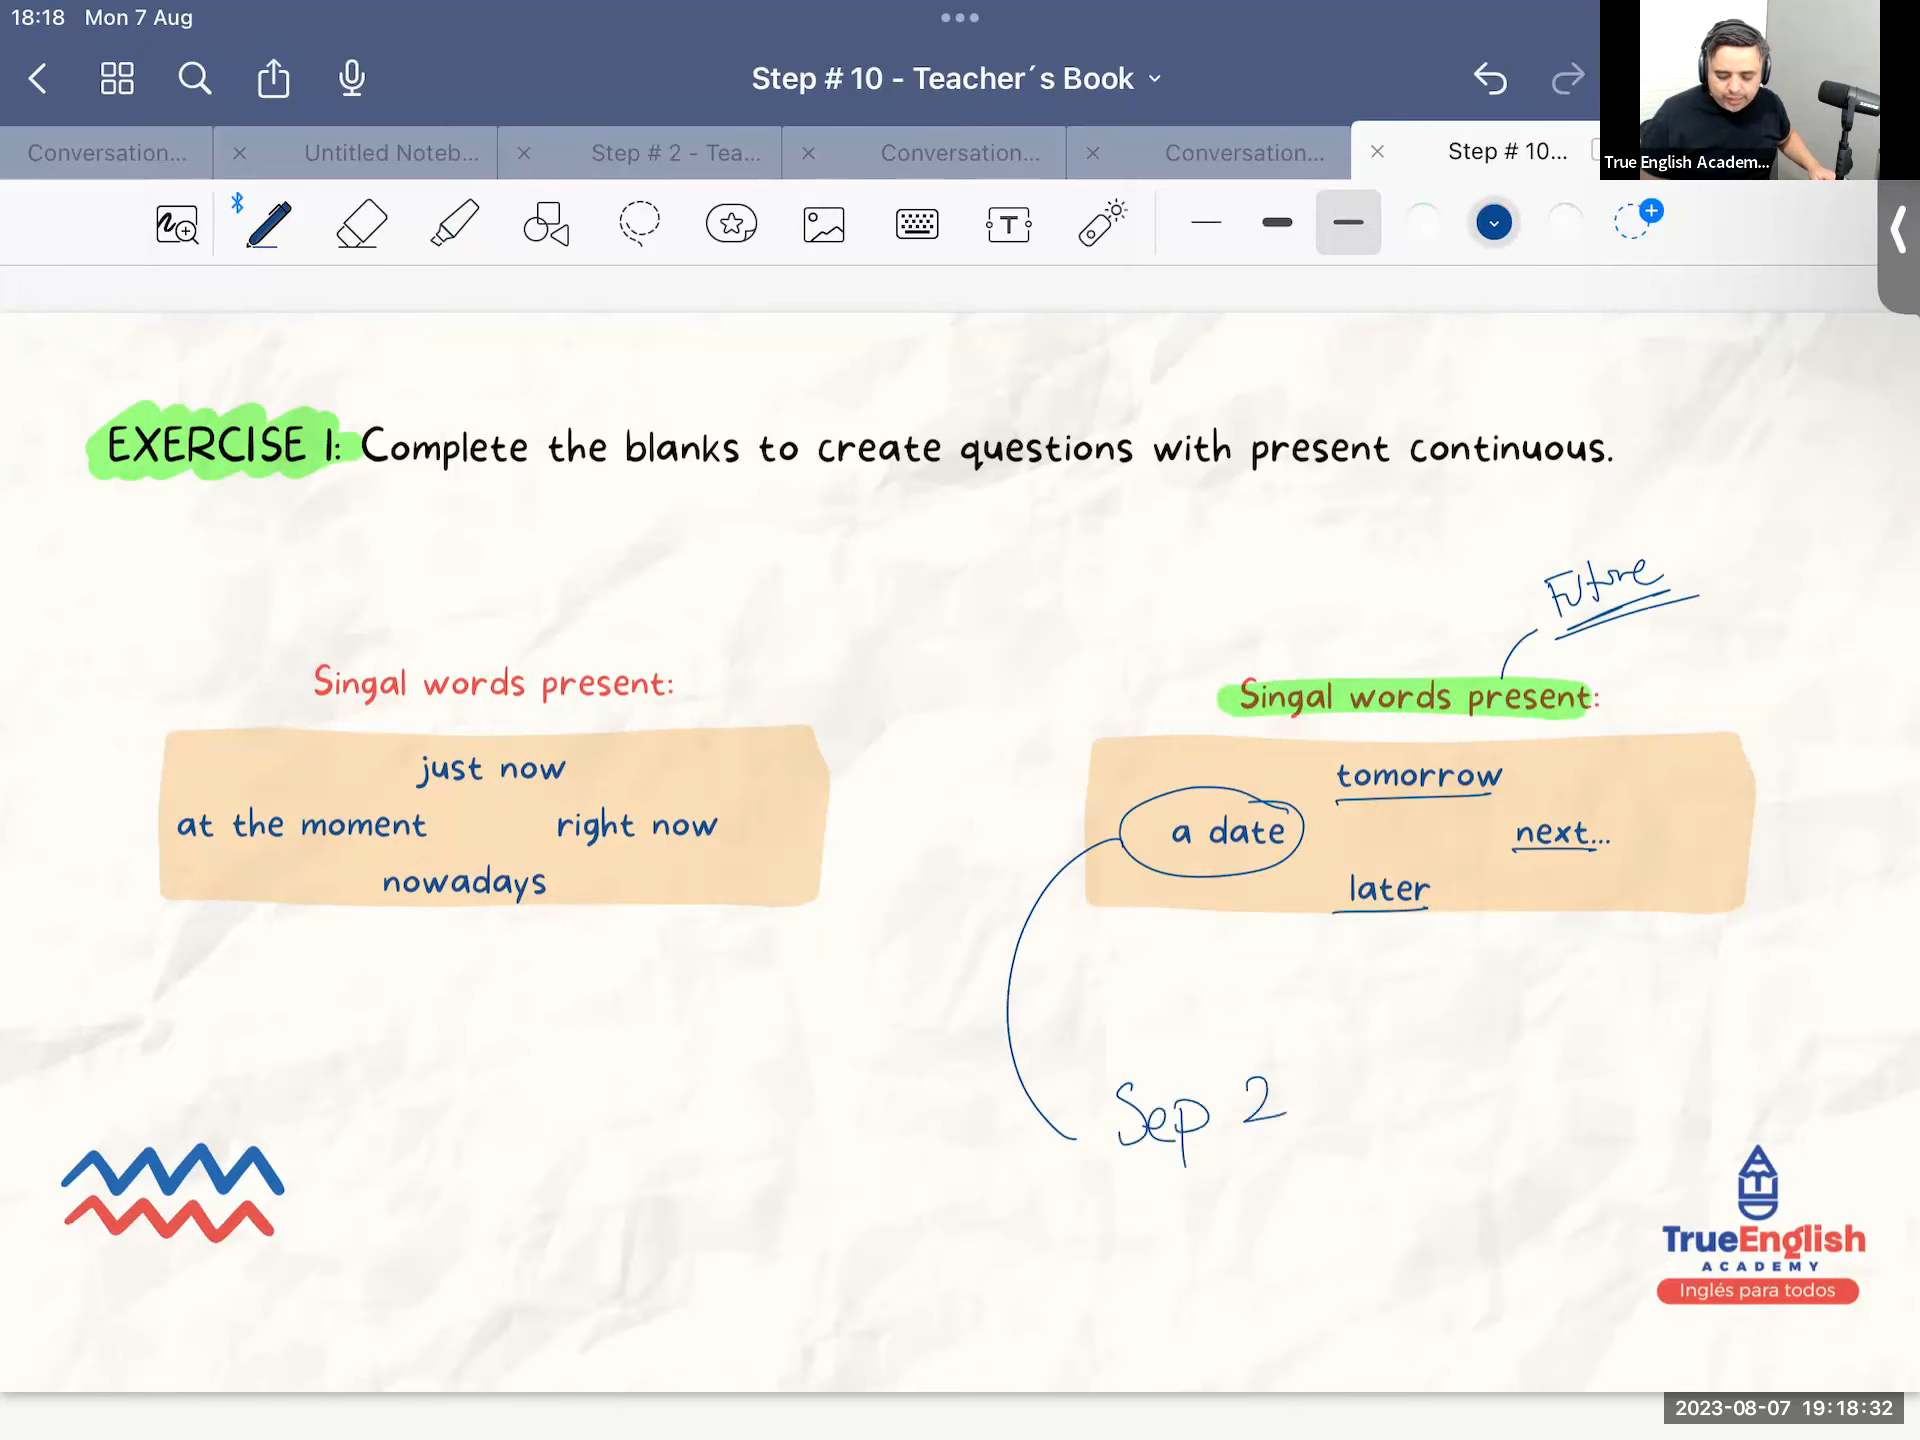 18:18 Mon 7 Aug
Step # 10 - Teacher´s Book
Conversation...
Untitled Noteb...
Step # 2 - Tea...
Conversation...
Conversation...
Step # 10...
True English Academ...
EXERCISE 1: Complete the blanks to create questions with present continuous.
Future
Singal words present:
just now
at the moment right now
nowadays
Singal words present:
tomorrow
a date
next...
later
Sep 2
TrueEnglish
ACADEMY
Inglés para todos
2023-08-07 19:18:32